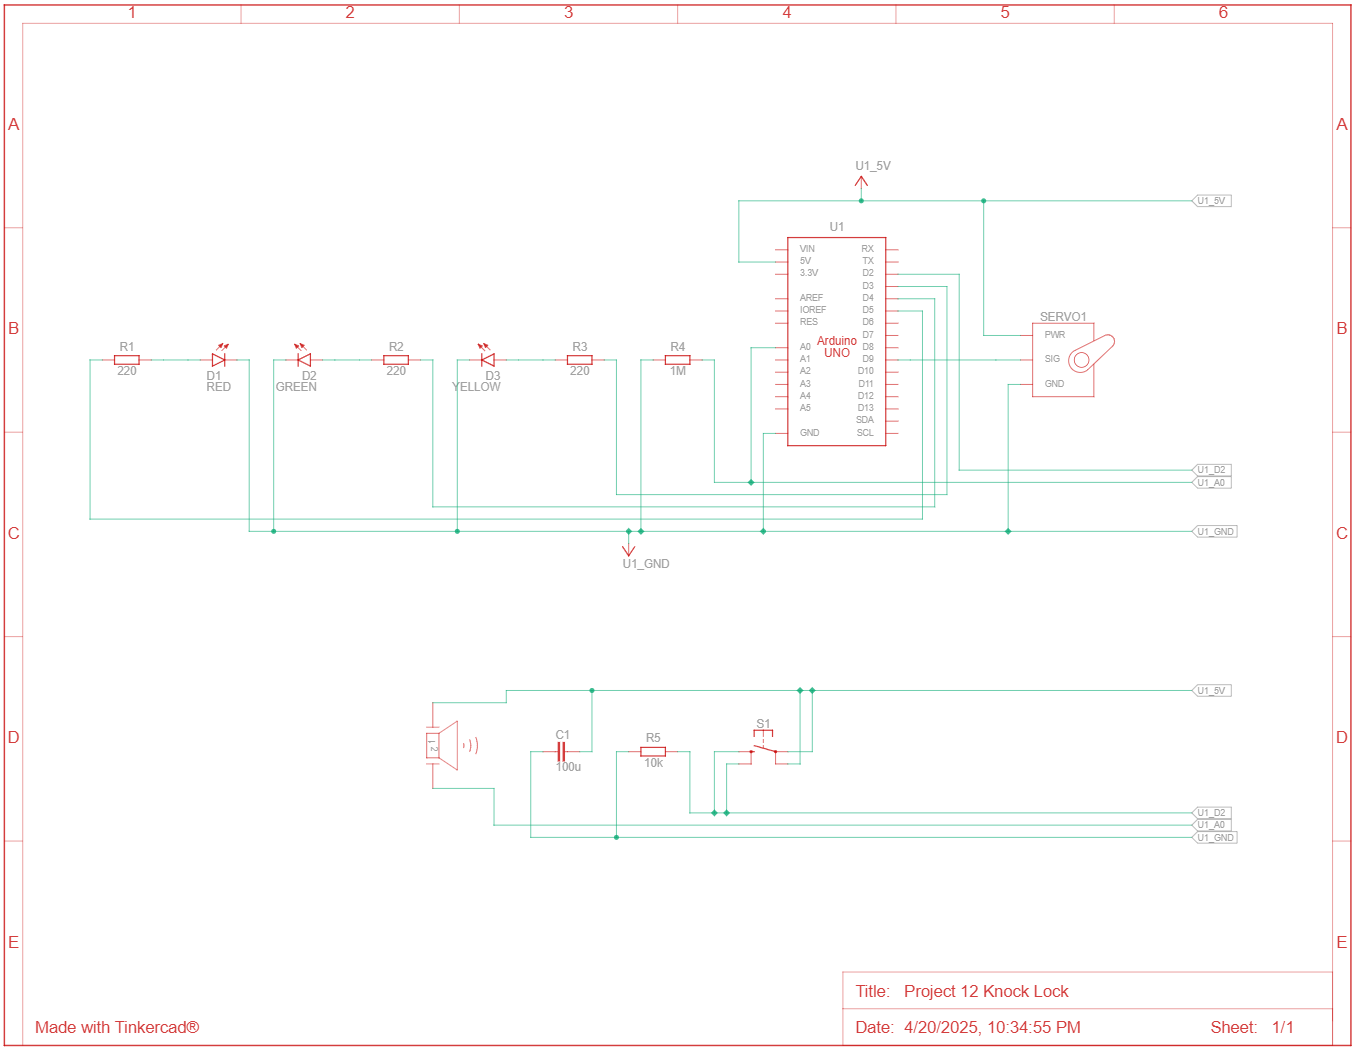 1 2 3 4 5 6
A A
U1_5V
U1_5V
U1
VIN RX
5V TX
3.3V D2
D3
AREF D4
IOREF D5
RES D6
D7
A0 D8
A1 D9
A2 D10
A3 D11
A4 D12
A5 D13
SDA
GND SCL
Arduino
UNO
SERVO1
PWR
SIG
GND
B B
R1
220
D1
RED
D2
GREEN
R2
220
D3
YELLOW
R3
220
R4
1M
U1_D2
U1_A0
C C
U1_GND
U1_GND
U1_5V
D D
1 2
C1
100u
R5
10k
S1
U1_D2
U1_A0
U1_GND
E E
Title: Project 12 Knock Lock
Made with Tinkercad®
Date: 4/20/2025, 10:34:55 PM Sheet: 1/1